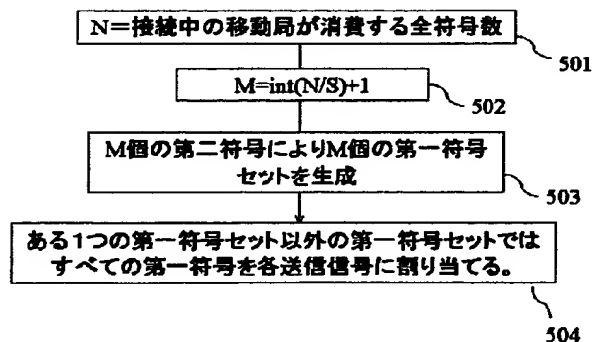 N＝接続中の移動局が消費する全符号数
501
M=int(N/S)+1
502
M個の第二符号によりM個の第一符号
セットを生成
503
ある1つの第一符号セット以外の第一符号セットでは
すべての第一符号を各送信信号に割り当てる。
504